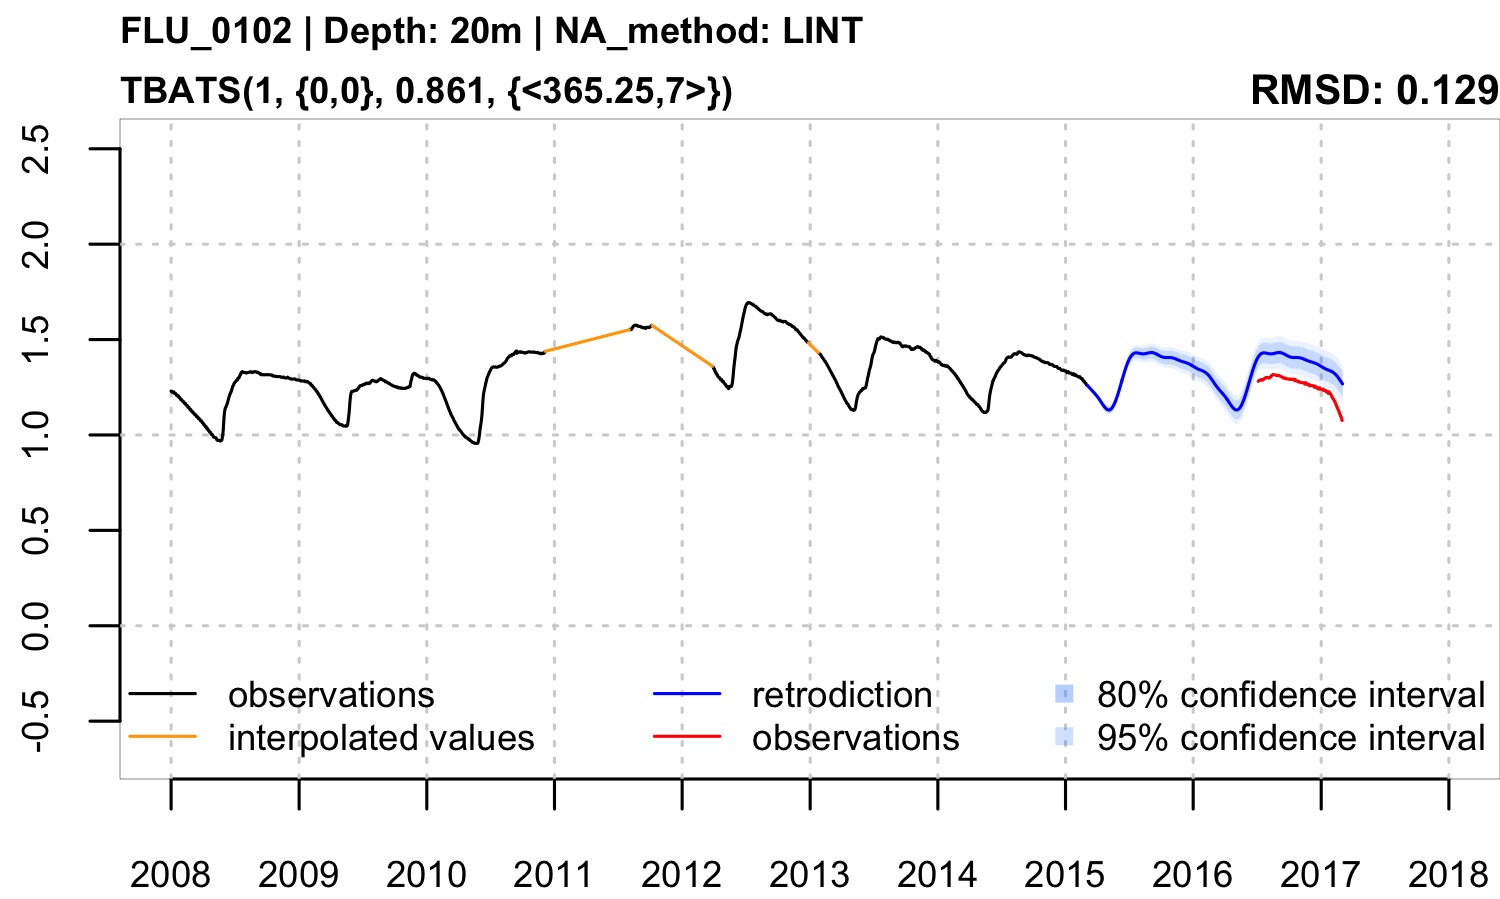 FLU_0102 | Depth: 20m | NA_method: LINT
TBATS(1, {0,0}, 0.861, {<365.25,7>})
RMSD: 0.129
2.5
2.0
1.5
1.0
0.5
0.0
-0.5
observations
retrodiction
80% confidence interval
interpolated values
observations
95% confidence interval
2008 2009 2010 2011 2012 2013 2014 2015 2016 2017 2018